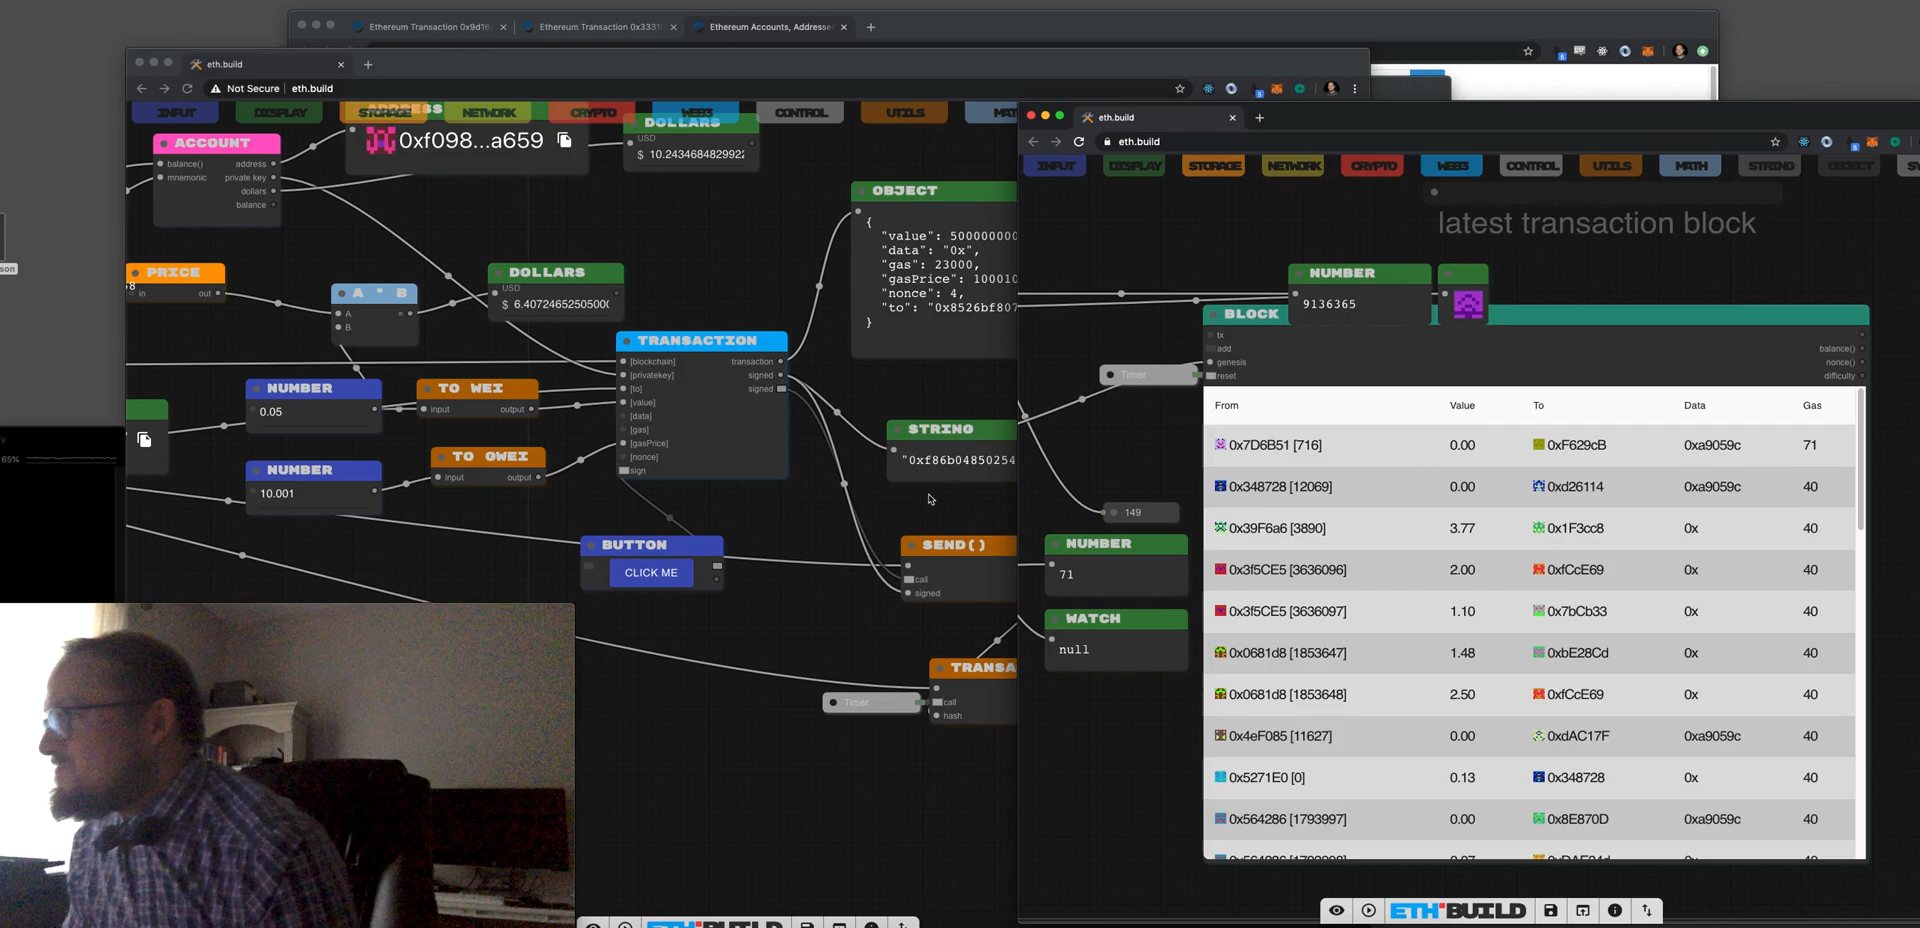 Ethereum Transaction 0x9d16
Ethereum Transaction 0x3331
Ethereum Accounts, Addresse
eth.build
Not Secure
eth.build
INPUT
DISPLAY
STORAGE
NETWORK
CRYPTO
WEB3
CONTROL
UTILS
ADDRESS
0xf098...a659
DOLLARS
USD
$ 10.2434684829922
ACCOUNT
balance()
mnemonic
address
private key
dollars
balance
PRICE
in
out
A * B
A
B
=
DOLLARS
USD
$ 6.4072465250500(
OBJECT
{
"value": 500000000
"data": "0x",
"gas": 23000,
"gasPrice": 100010
"nonce": 4,
"to": "0x8526bf807
}
TRANSACTION
[blockchain]
[privatekey]
[to]
[value]
[data]
[gas]
[gasPrice]
[nonce]
sign
transaction
signed
signed
NUMBER
0.05
TO WEI
input
output
NUMBER
10.001
TO GWEI
input
output
STRING
"0xf86b04850254
BUTTON
CLICK ME
SEND()
call
signed
TRANSA
call
hash
Timer
65%
son
ETH.BUILD
eth.build
eth.build
INPUT
DISPLAY
STORAGE
NETWORK
CRYPTO
WEB3
CONTROL
UTILS
MATH
STRING
OBJECT
latest transaction block
NUMBER
9136365
BLOCK
tx
add
genesis
reset
balance()
nonce()
difficulty
Timer
149
NUMBER
71
WATCH
null
From Value To Data Gas
0x7D6B51 [716] 0.00 0xF629cB 0xa9059c 71
0x348728 [12069] 0.00 0xd26114 0xa9059c 40
0x39F6a6 [3890] 3.77 0x1F3cc8 0x 40
0x3f5CE5 [3636096] 2.00 0xfCcE69 0x 40
0x3f5CE5 [3636097] 1.10 0x7bCb33 0x 40
0x0681d8 [1853647] 1.48 0xbE28Cd 0x 40
0x0681d8 [1853648] 2.50 0xfCcE69 0x 40
0x4eF085 [11627] 0.00 0xdAC17F 0xa9059c 40
0x5271E0 [0] 0.13 0x348728 0x 40
0x564286 [1793997] 0.00 0x8E870D 0xa9059c 40
ETH.BUILD